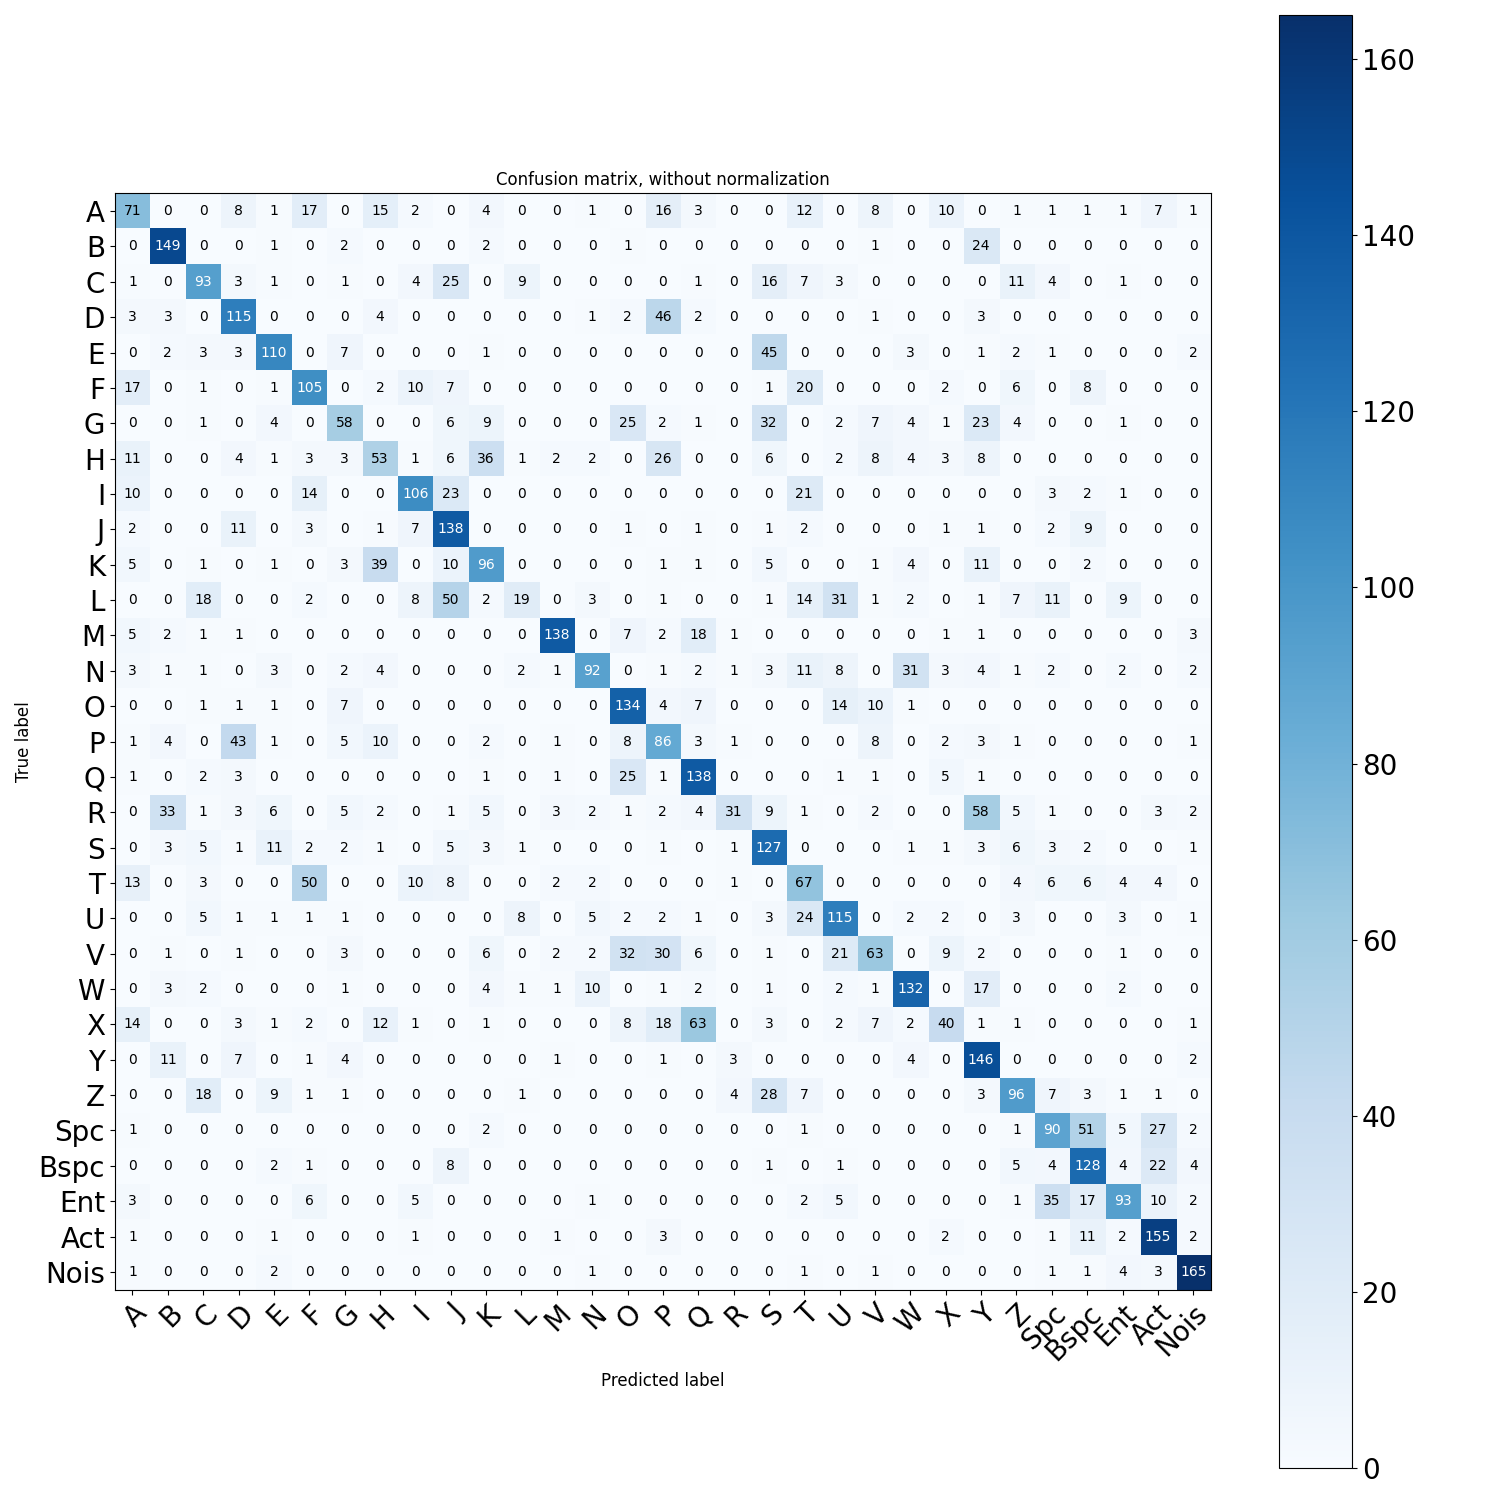 Confusion matrix, without normalization
A 71 0 0 8 1 17 0 15 2 0 4 0 0 1 0 16 3 0 0 12 0 8 0 10 0 1 1 1 1 7 1
B 0 149 0 0 1 0 2 0 0 0 2 0 0 0 1 0 0 0 0 0 0 1 0 0 24 0 0 0 0 0 0
C 1 0 93 3 1 0 1 0 4 25 0 9 0 0 0 0 1 0 16 7 3 0 0 0 0 11 4 0 1 0 0
D 3 3 0 115 0 0 0 4 0 0 0 0 0 1 2 46 2 0 0 0 0 1 0 0 3 0 0 0 0 0 0
E 0 2 3 3 110 0 7 0 0 0 1 0 0 0 0 0 0 0 45 0 0 0 3 0 1 2 1 0 0 0 2
F 17 0 1 0 1 105 0 2 10 7 0 0 0 0 0 0 0 0 1 20 0 0 0 2 0 6 0 8 0 0 0
G 0 0 1 0 4 0 58 0 0 6 9 0 0 0 25 2 1 0 32 0 2 7 4 1 23 4 0 0 1 0 0
H 11 0 0 4 1 3 3 53 1 6 36 1 2 2 0 26 0 0 6 0 2 8 4 3 8 0 0 0 0 0 0
I 10 0 0 0 0 14 0 0 106 23 0 0 0 0 0 0 0 0 0 21 0 0 0 0 0 0 3 2 1 0 0
J 2 0 0 11 0 3 0 1 7 138 0 0 0 0 1 0 1 0 1 2 0 0 0 1 1 0 2 9 0 0 0
K 5 0 1 0 1 0 3 39 0 10 96 0 0 0 0 1 1 0 5 0 0 1 4 0 11 0 0 2 0 0 0
L 0 0 18 0 0 2 0 0 8 50 2 19 0 3 0 1 0 0 1 14 31 1 2 0 1 7 11 0 9 0 0
M 5 2 1 1 0 0 0 0 0 0 0 0 138 0 7 2 18 1 0 0 0 0 0 1 1 0 0 0 0 0 3
N 3 1 1 0 3 0 2 4 0 0 0 2 1 92 0 1 2 1 3 11 8 0 31 3 4 1 2 0 2 0 2
O 0 0 1 1 1 0 7 0 0 0 0 0 0 0 134 4 7 0 0 0 14 10 1 0 0 0 0 0 0 0 0
P 1 4 0 43 1 0 5 10 0 0 2 0 1 0 8 86 3 1 0 0 0 8 0 2 3 1 0 0 0 0 1
Q 1 0 2 3 0 0 0 0 0 0 1 0 1 0 25 1 138 0 0 0 1 1 0 5 1 0 0 0 0 0 0
R 0 33 1 3 6 0 5 2 0 1 5 0 3 2 1 2 4 31 9 1 0 2 0 0 58 5 1 0 0 3 2
S 0 3 5 1 11 2 2 1 0 5 3 1 0 0 0 1 0 1 127 0 0 0 1 1 3 6 3 2 0 0 1
T 13 0 3 0 0 50 0 0 10 8 0 0 2 2 0 0 0 1 0 67 0 0 0 0 0 4 6 6 4 4 0
U 0 0 5 1 1 1 1 0 0 0 0 8 0 5 2 2 1 0 3 24 115 0 2 2 0 3 0 0 3 0 1
V 0 1 0 1 0 0 3 0 0 0 6 0 2 2 32 30 6 0 1 0 21 63 0 9 2 0 0 0 1 0 0
W 0 3 2 0 0 0 1 0 0 0 4 1 1 10 0 1 2 0 1 0 2 1 132 0 17 0 0 0 2 0 0
X 14 0 0 3 1 2 0 12 1 0 1 0 0 0 8 18 63 0 3 0 2 7 2 40 1 1 0 0 0 0 1
Y 0 11 0 7 0 1 4 0 0 0 0 0 1 0 0 1 0 3 0 0 0 0 4 0 146 0 0 0 0 0 2
Z 0 0 18 0 9 1 1 0 0 0 0 1 0 0 0 0 0 4 28 7 0 0 0 0 3 96 7 3 1 1 0
Spc 1 0 0 0 0 0 0 0 0 0 2 0 0 0 0 0 0 0 0 1 0 0 0 0 0 1 90 51 5 27 2
Bspc 0 0 0 0 2 1 0 0 0 8 0 0 0 0 0 0 0 0 1 0 1 0 0 0 0 5 4 128 4 22 4
Ent 3 0 0 0 0 6 0 0 5 0 0 0 0 1 0 0 0 0 0 2 5 0 0 0 0 1 35 17 93 10 2
Act 1 0 0 0 1 0 0 0 1 0 0 0 1 0 0 3 0 0 0 0 0 0 0 2 0 0 1 11 2 155 2
Nois 1 0 0 0 2 0 0 0 0 0 0 0 0 1 0 0 0 0 0 1 0 1 0 0 0 0 1 1 4 3 165
A B C D E F G H I J K L M N O P Q R S T U V W X Y Z Spc Bspc Ent Act Nois
Predicted label
True label
160
140
120
100
80
60
40
20
0